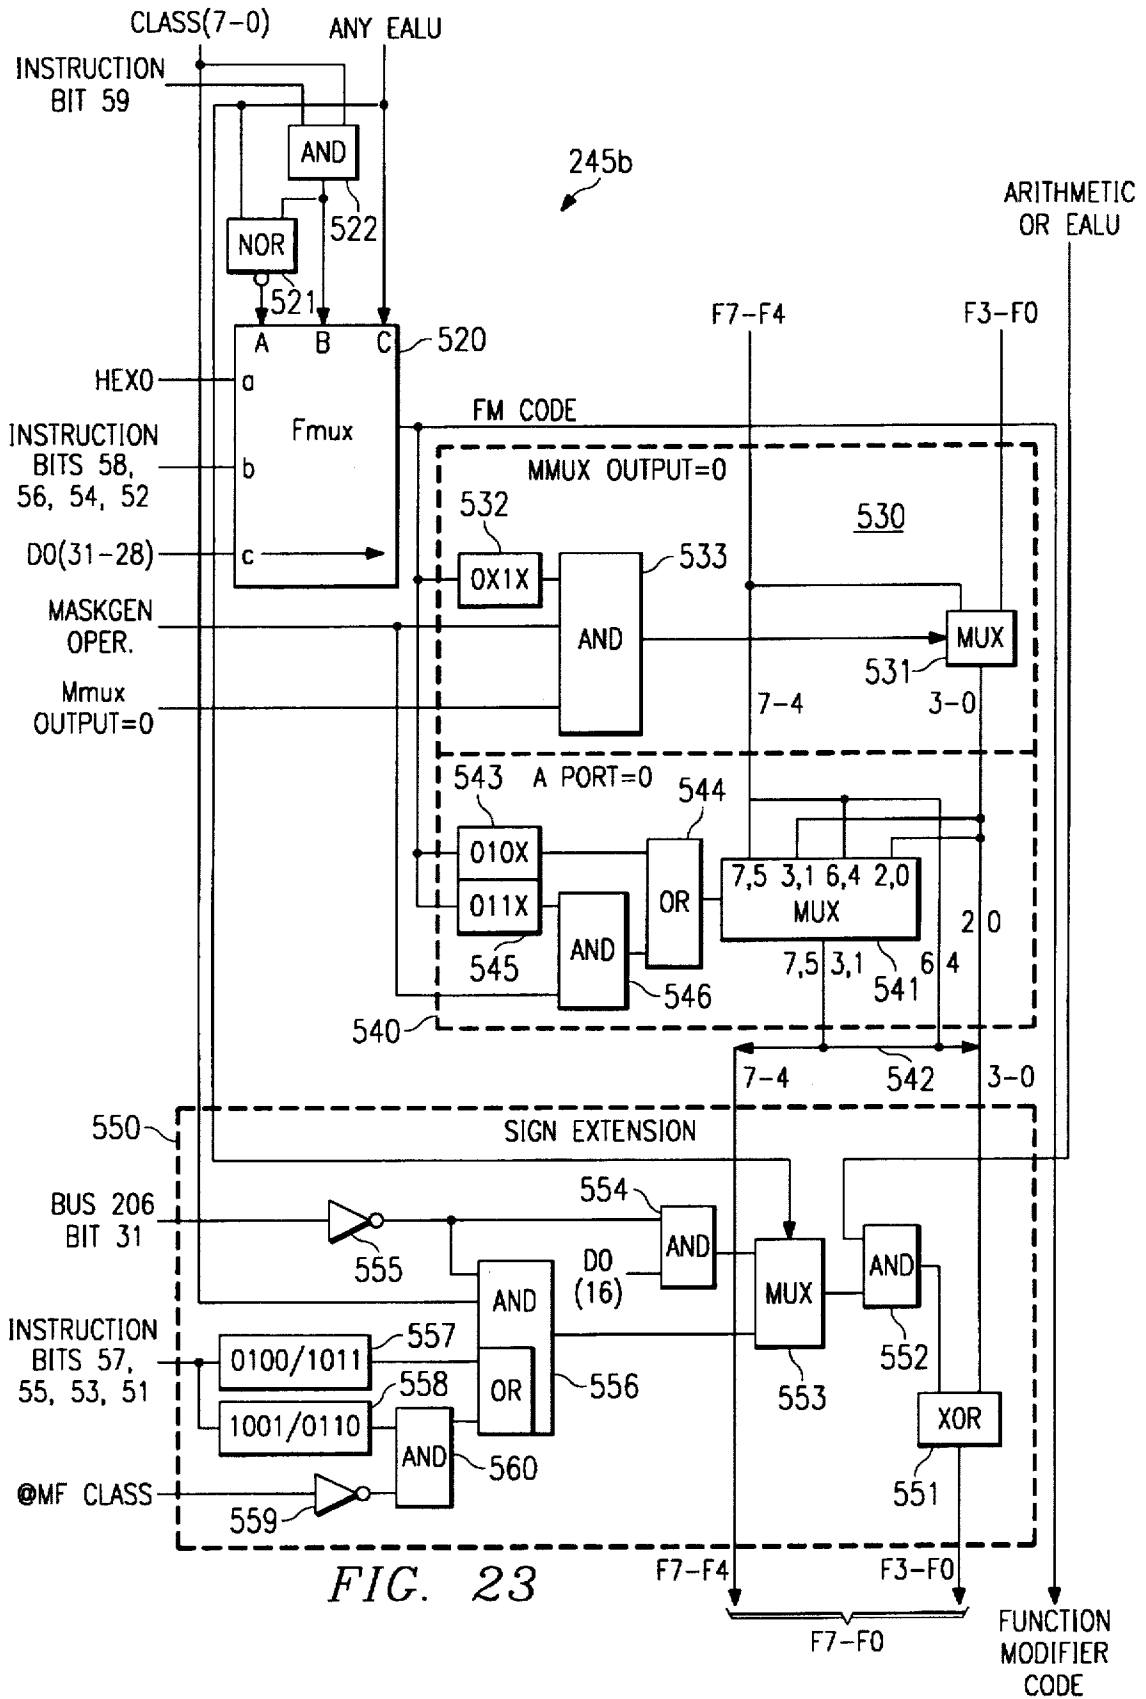 CLASS(7-0)
ANY EALU
INSTRUCTION
BIT 59
AND
245b
522
ARITHMETIC
OR EALU
NOR
521
F7-F4
F3-F0
A B C
520
HEX0
a
FM CODE
Fmux
INSTRUCTION
BITS 58,
56, 54, 52
b
MMUX OUTPUT=0
532
530
533
D0(31-28)
c
0X1X
MASKGEN
OPER.
AND
MUX
531
Mmux
OUTPUT=0
7-4
3-0
543
A PORT=0
544
010X
7,5 3,1 6,4 2,0
011X
OR
MUX
2 0
545
AND
7,5 3,1
6 4
541
546
540
7-4
542
3-0
550
SIGN EXTENSION
BUS 206
BIT 31
554
555
D0
(16)
AND
AND
MUX
AND
INSTRUCTION
BITS 57,
55, 53, 51
557
0100/1011
552
558
OR
556
553
1001/0110
AND
560
XOR
@MF CLASS
559
551
FIG. 23
F7-F4
F3-F0
F7-F0
FUNCTION
MODIFIER
CODE